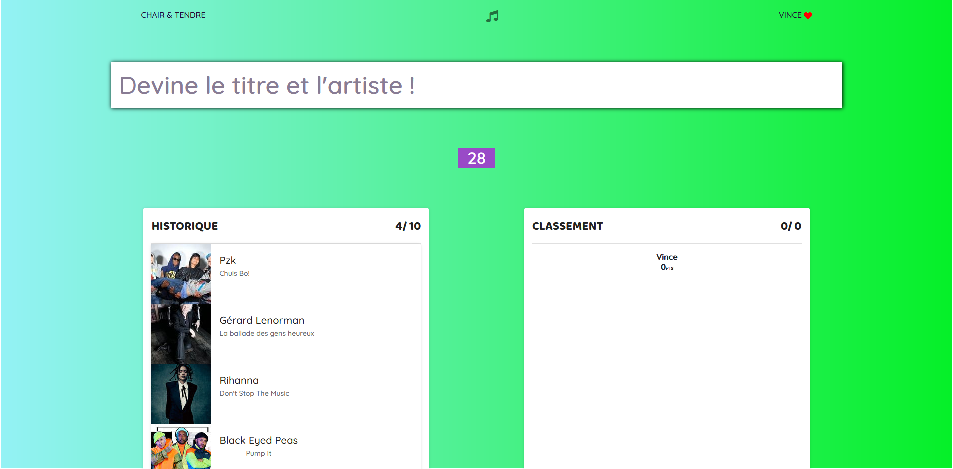 CHAIR & TENDRE
VINCE
Devine le titre et l'artiste !
28
HISTORIQUE 4/ 10
Pzk
Chuis Bo!
Gérard Lenorman
La ballade des gens heureux
Rihanna
Don't Stop The Music
Black Eyed Peas
Pump It
CLASSEMENT 0/ 0
Vince
0pts